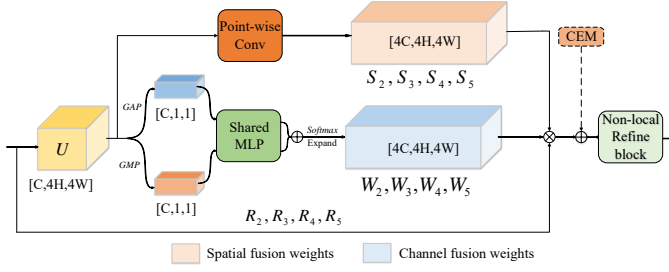 Point-wise
Conv
[4C,4H,4W]
CEM
S₂, S₃, S₄, S₅
GAP
[C,1,1]
U
[C,4H,4W]
Shared
MLP
Softmax
Expand
[4C,4H,4W]
Non-local
Refine
block
GMP
[C,1,1]
W₂, W₃, W₄, W₅
R₂, R₃, R₄, R₅
Spatial fusion weights
Channel fusion weights